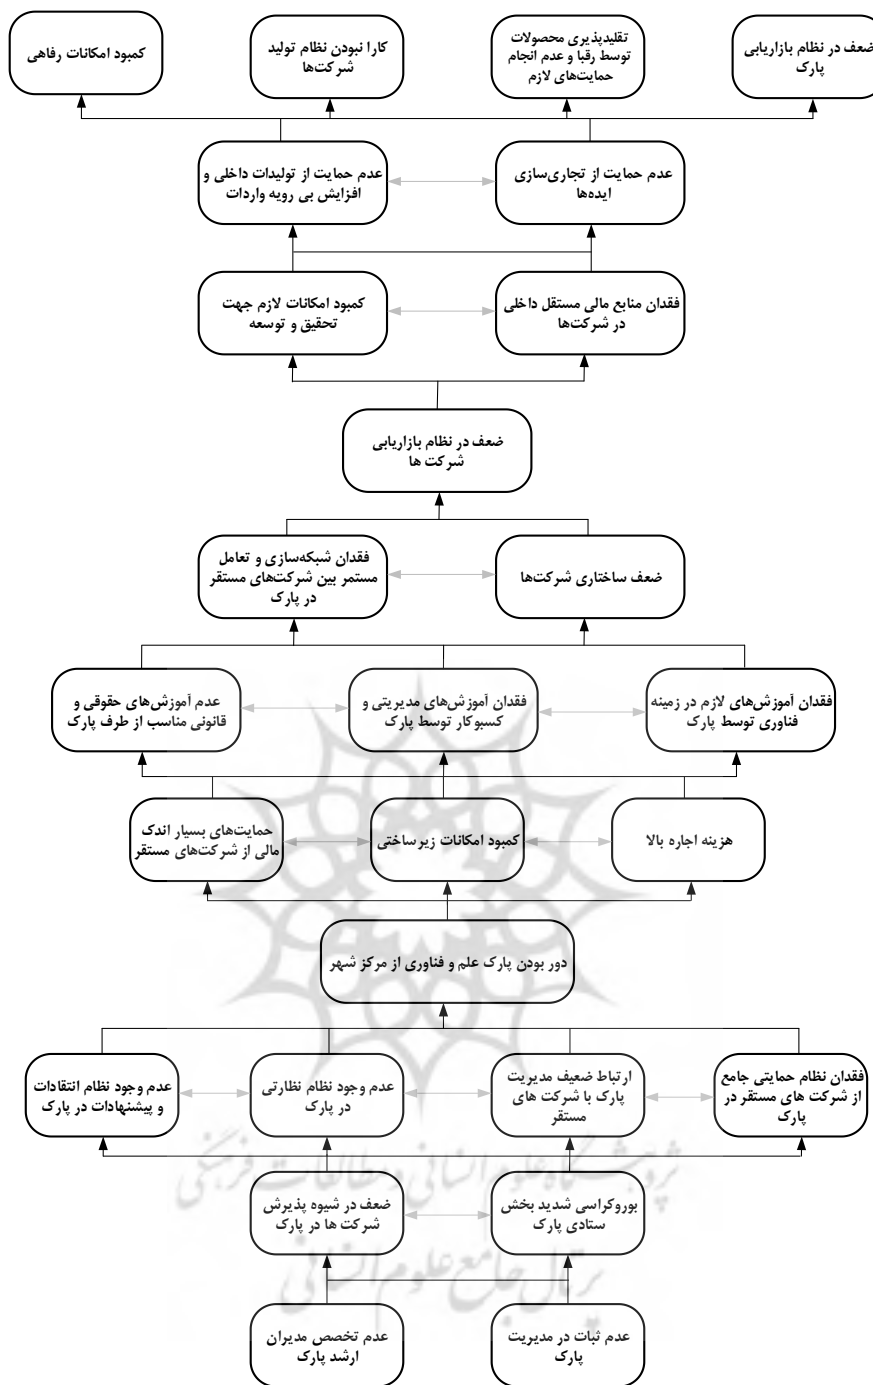 ضعف در نظام بازاریابی
پارک
تقلیدپذیری محصولات
توسط رقبا و عدم انجام
حمایت‌های لازم
کارا نبودن نظام تولید
شرکت‌ها
کمبود امکانات رفاهی
عدم حمایت از تجاری‌سازی
ایده‌ها
عدم حمایت از تولیدات داخلی و
افزایش بی رویه واردات
فقدان منابع مالی مستقل داخلی
در شرکت‌ها
کمبود امکانات لازم جهت
تحقیق و توسعه
ضعف در نظام بازاریابی
شرکت ها
ضعف ساختاری شرکت‌ها
فقدان شبکه‌سازی و تعامل
مستمر بین شرکت‌های مستقر
در پارک
فقدان آموزش‌های لازم در زمینه
فناوری توسط پارک
فقدان آموزش‌های مدیریتی و
کسبوکار توسط پارک
عدم آموزش‌های حقوقی و
قانونی مناسب از طرف پارک
هزینه اجاره بالا
کمبود امکانات زیرساختی
حمایت‌های بسیار اندک
مالی از شرکت‌های مستقر
دور بودن پارک علم و فناوری از مرکز شهر
فقدان نظام حمایتی جامع
از شرکت های مستقر در
پارک
ارتباط ضعیف مدیریت
پارک با شرکت های
مستقر
عدم وجود نظام نظارتی
در پارک
عدم وجود نظام انتقادات
و پیشنهادات در پارک
پژوهشگاه علوم انسانی و مطالعات فرهنگی
بوروکراسی شدید بخش
ستادی پارک
ضعف در شیوه پذیرش
شرکت ها در پارک
پرتال جامع علوم انسانی
عدم ثبات در مدیریت
پارک
عدم تخصص مدیران
ارشد پارک